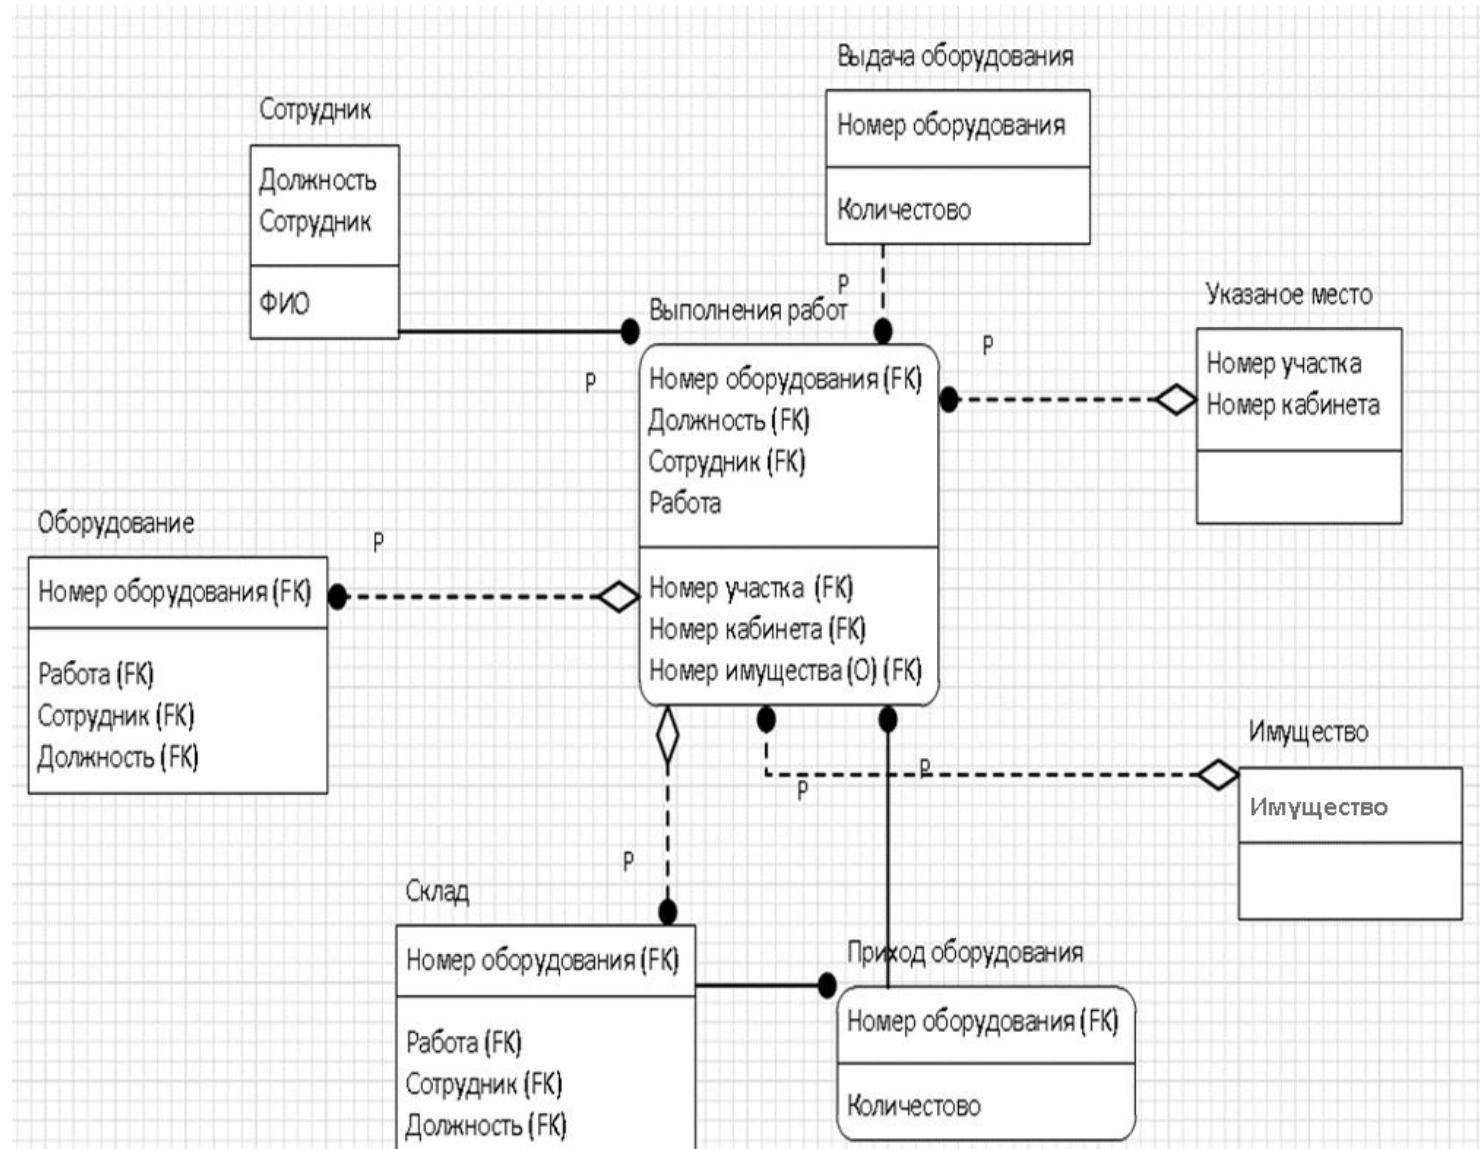 Выдача оборудования
Номер оборудования
Количестово
Сотрудник
Должность
Сотрудник
ФИО
Р
Выполнения работ
Р
Р
Указаное место
Номер участка
Номер кабинета
Номер оборудования (FK)
Должность (FK)
Сотрудник (FK)
Работа
Номер участка (FK)
Номер кабинета (FK)
Номер имущества (О) (FK)
Оборудование
Р
Номер оборудования (FK)
Работа (FK)
Сотрудник (FK)
Должность (FK)
Имущество
Имущество
Р
Р
Р
Склад
Номер оборудования (FK)
Работа (FK)
Сотрудник (FK)
Должность (FK)
Приход оборудования
Номер оборудования (FK)
Количестово